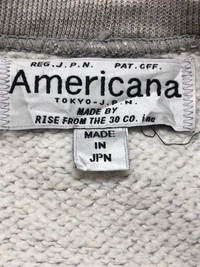 REG.J.P.N. PAT.OFF.
Americana
TOKYO-J.P.N.
MADE BY
RISE FROM THE 30 CO. inc
MADE
IN
JPN